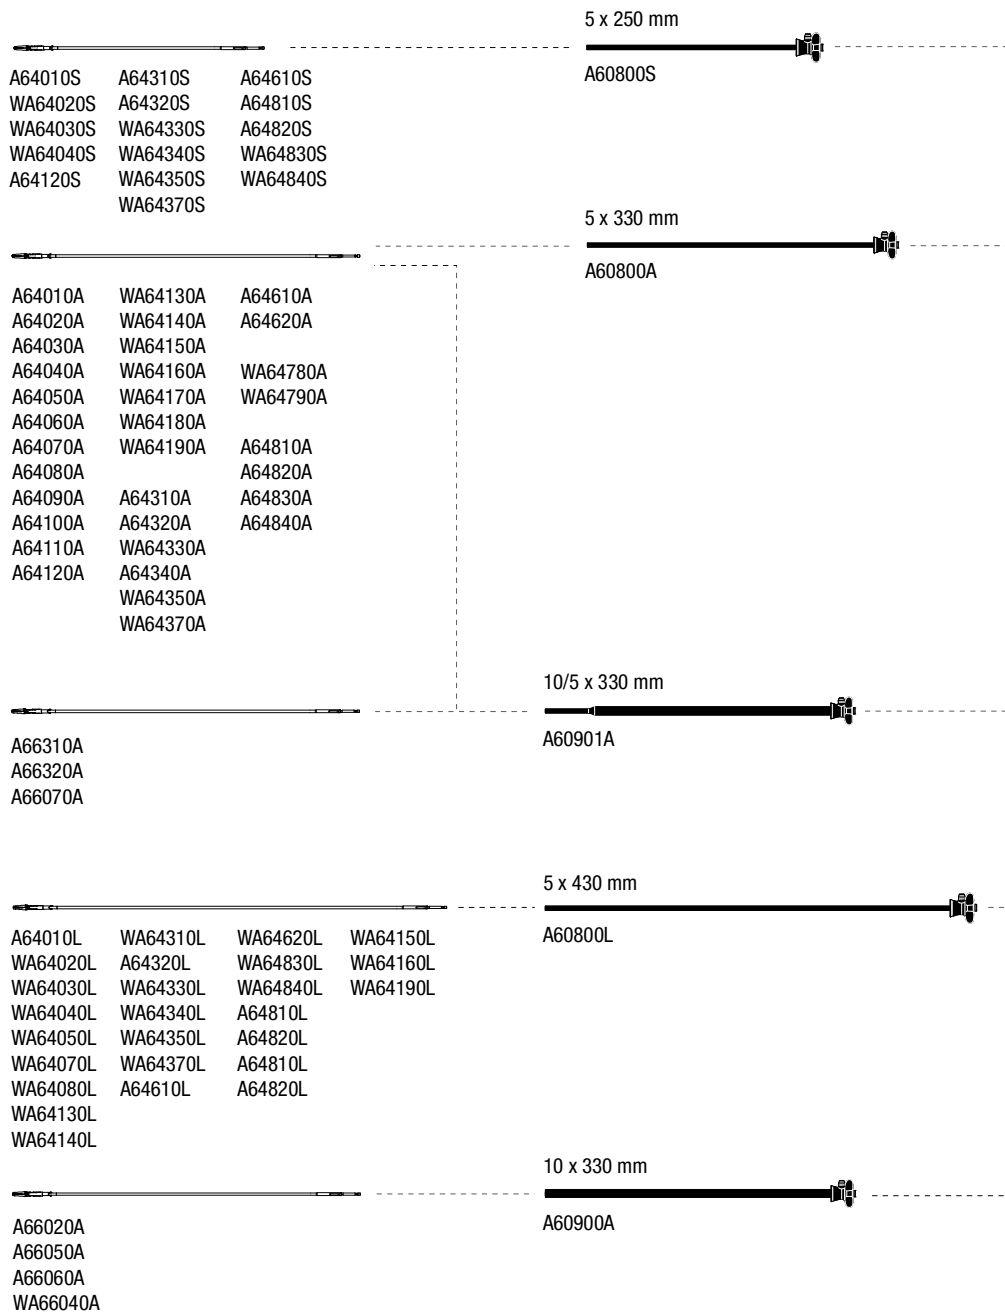 5 x 250 mm
A60800S
A64010S A64310S A64610S
WA64020S A64320S A64810S
WA64030S WA64330S A64820S
WA64040S WA64340S WA64830S
A64120S WA64350S WA64840S
WA64370S
5 x 330 mm
A60800A
A64010A WA64130A A64610A
A64020A WA64140A A64620A
A64030A WA64150A
A64040A WA64160A WA64780A
A64050A WA64170A WA64790A
A64060A WA64180A
A64070A WA64190A A64810A
A64080A A64820A
A64090A A64310A A64830A
A64100A A64320A A64840A
A64110A WA64330A
A64120A A64340A
WA64350A
WA64370A
10/5 x 330 mm
A60901A
A66310A
A66320A
A66070A
5 x 430 mm
A60800L
A64010L WA64310L WA64620L WA64150L
WA64020L A64320L WA64830L WA64160L
WA64030L WA64330L WA64840L WA64190L
WA64040L WA64340L A64810L
WA64050L WA64350L A64820L
WA64070L WA64370L A64810L
WA64080L A64610L A64820L
WA64130L
WA64140L
10 x 330 mm
A60900A
A66020A
A66050A
A66060A
WA66040A